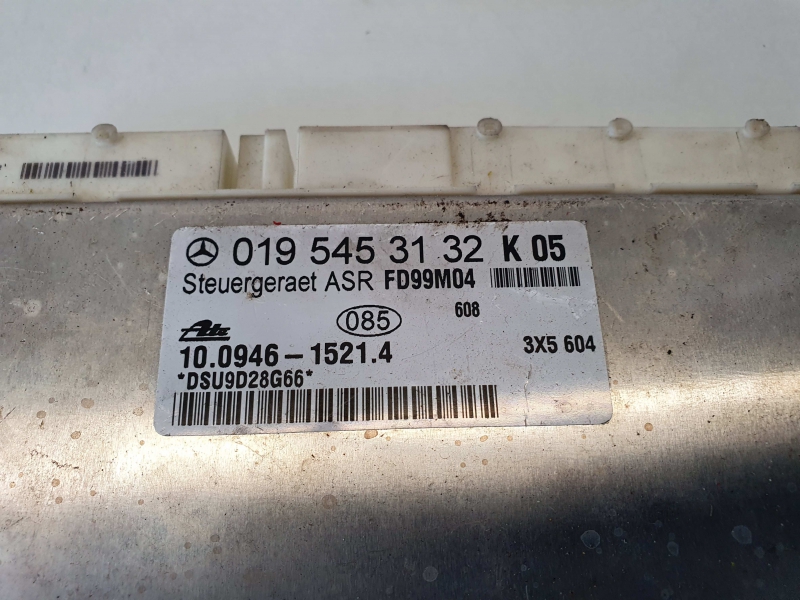 019 545 31 32 K 05
Steuergeraet ASR FD99M04
608
085
Ate
10.0946-1521.4
3X5 604
*DSU9D28G66*